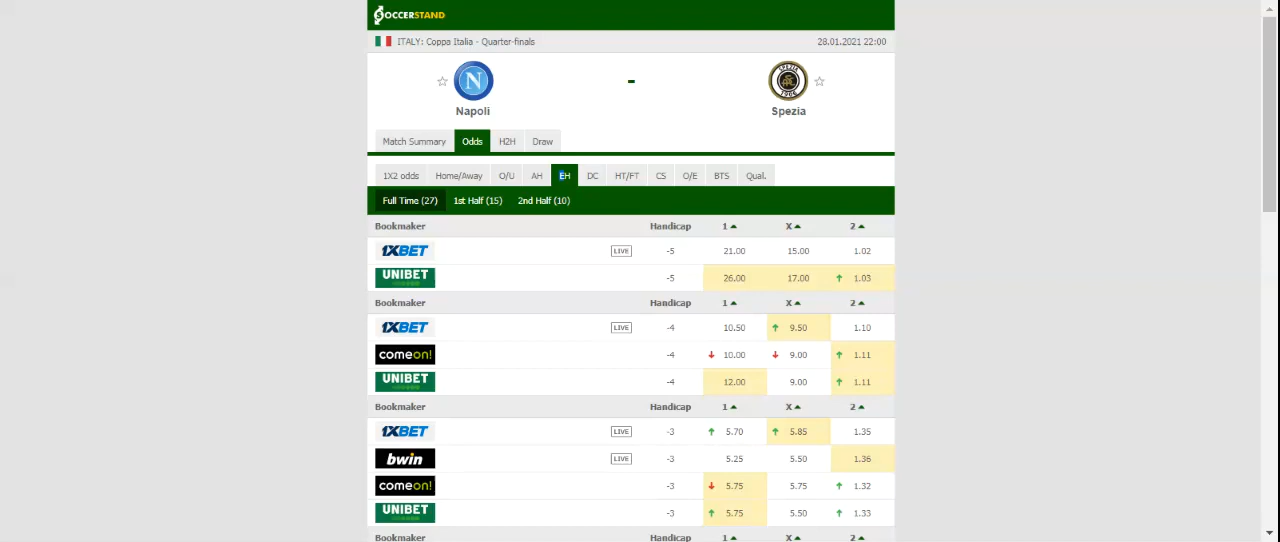 SOCCERSTAND
ITALY: Coppa Italia - Quarter-finals 28.01.2021 22:00
N SPEZIA 1906
-
Napoli Spezia
Match Summary Odds H2H Draw
1X2 odds Home/Away O/U AH EH DC HT/FT CS O/E BTS Qual.
Full Time (27) 1st Half (15) 2nd Half (10)
Bookmaker Handicap 1 X 2
1XBET LIVE -5 21.00 15.00 1.02
UNIBET -5 26.00 17.00 1.03
Bookmaker Handicap 1 X 2
1XBET LIVE -4 10.50 9.50 1.10
comeon! -4 10.00 9.00 1.11
UNIBET -4 12.00 9.00 1.11
Bookmaker Handicap 1 X 2
1XBET LIVE -3 5.70 5.85 1.35
bwin LIVE -3 5.25 5.50 1.36
comeon! -3 5.75 5.75 1.32
UNIBET -3 5.75 5.50 1.33
Bookmaker Handicap 1 X 2